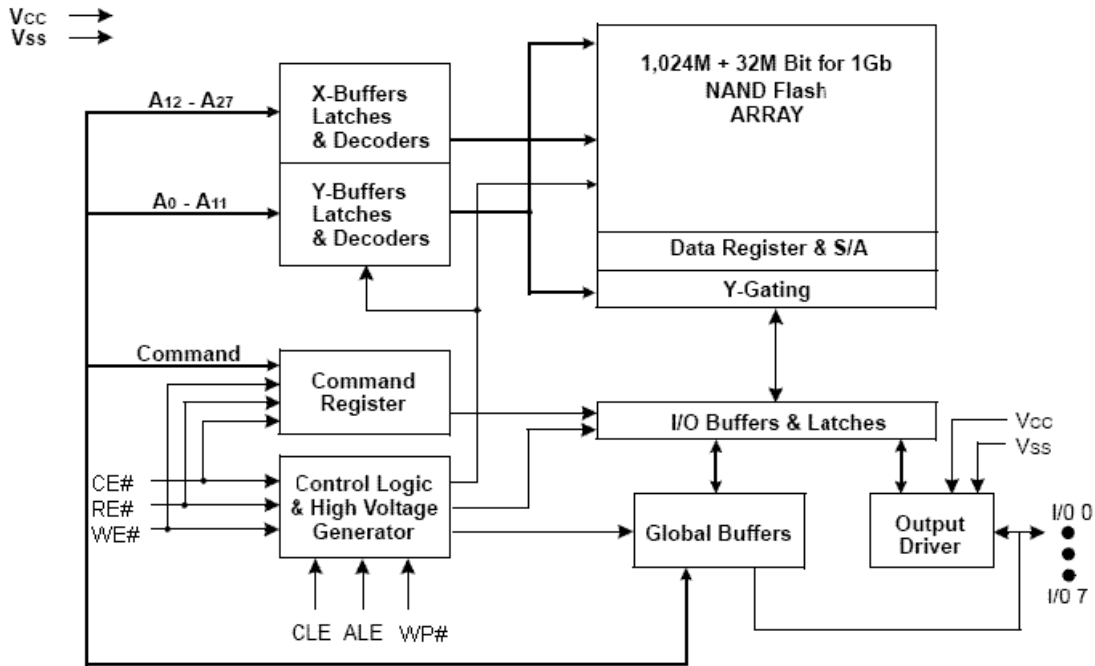 Vcc
Vss
A12 - A27
X-Buffers
Latches
& Decoders
1,024M + 32M Bit for 1Gb
NAND Flash
ARRAY
A0 - A11
Y-Buffers
Latches
& Decoders
Data Register & S/A
Y-Gating
Command
Command
Register
I/O Buffers & Latches
Vcc
Vss
CE#
RE#
WE#
Control Logic
& High Voltage
Generator
Global Buffers
Output
Driver
I/0 0
I/0 7
CLE ALE WP#